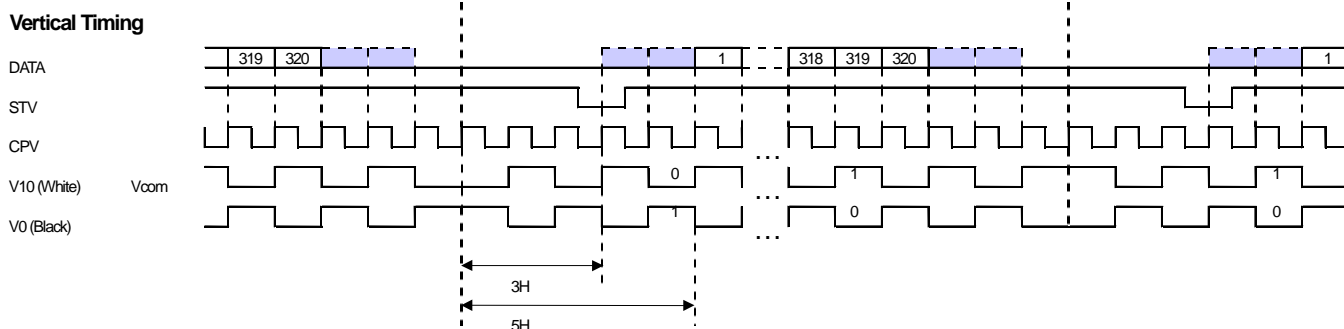 Vertical Timing
DATA 319 320 1 318 319 320 1
STV
CPV
...
V10 (White) Vcom 0 1 1
...
V0 (Black) 1 0 0
...
3H
5H